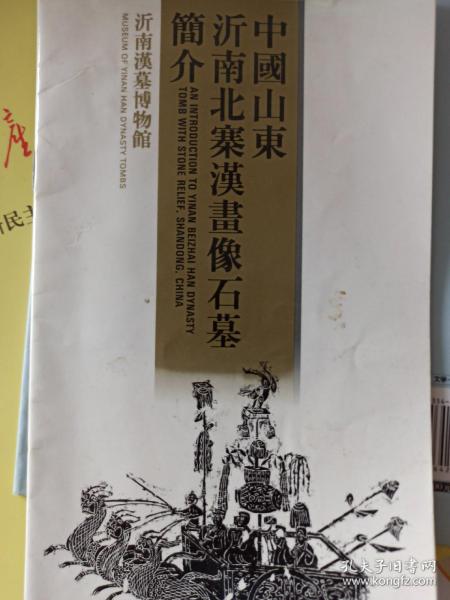 中國山東
沂南北寨漢畫像石墓
簡介
AN INTRODUCTION TO YINAN BEIZHAI HAN DYNASTY
TOMB WITH STONE RELIEF, SHANDONG, CHINA
沂南漢墓博物館
MUSEUM OF YINAN HAN DYNASTY TOMBS
民主
孔夫子旧书网
www.kongfz.com